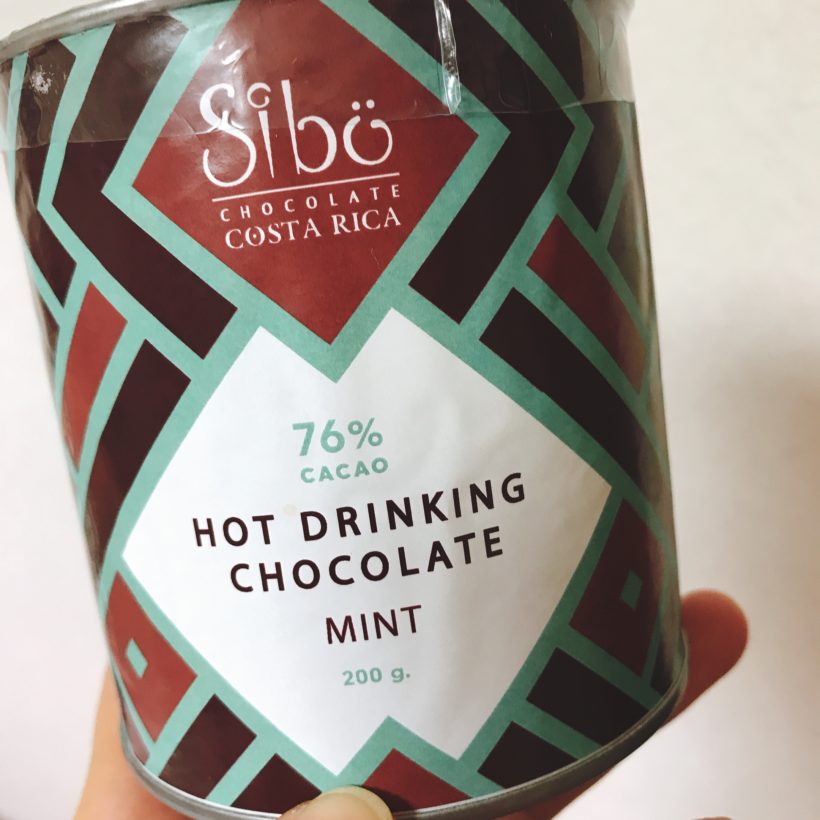 Sibö
CHOCOLATE
COSTA RICA
76%
CACAO
HOT DRINKING
CHOCOLATE
MINT
200 g.